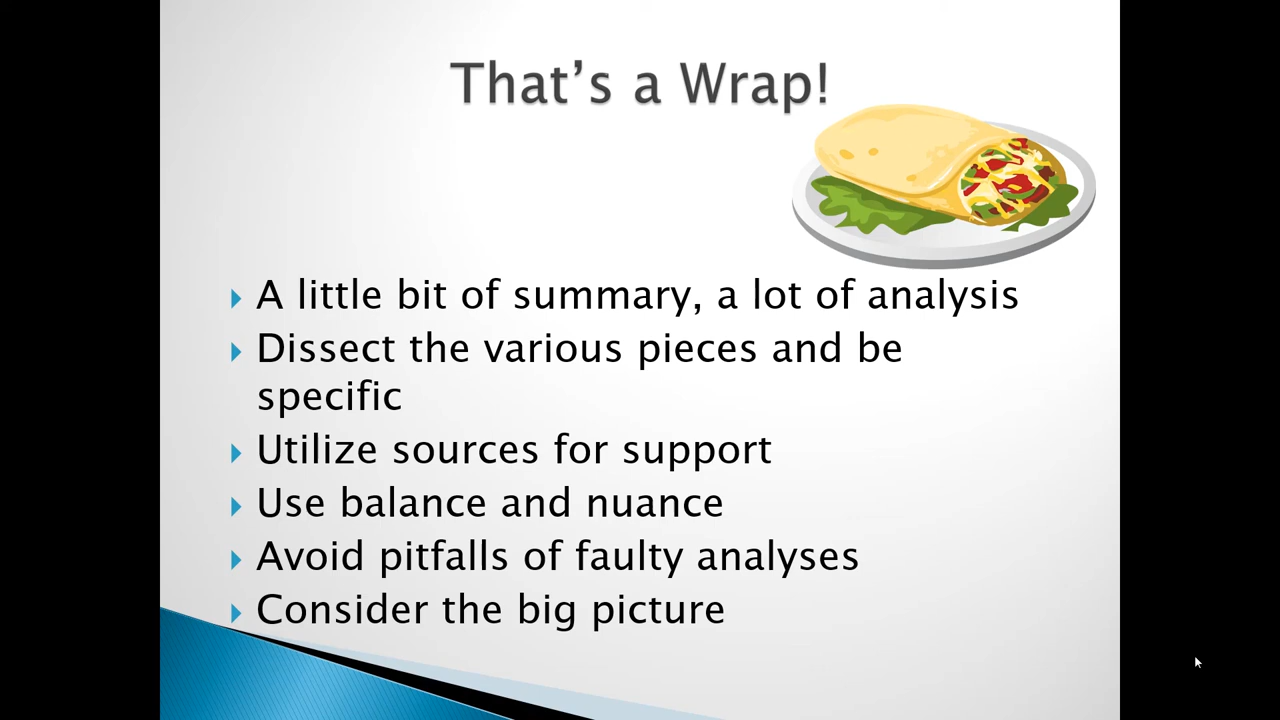 That’s a Wrap!
A little bit of summary, a lot of analysis
Dissect the various pieces and be
specific
Utilize sources for support
Use balance and nuance
Avoid pitfalls of faulty analyses
Consider the big picture